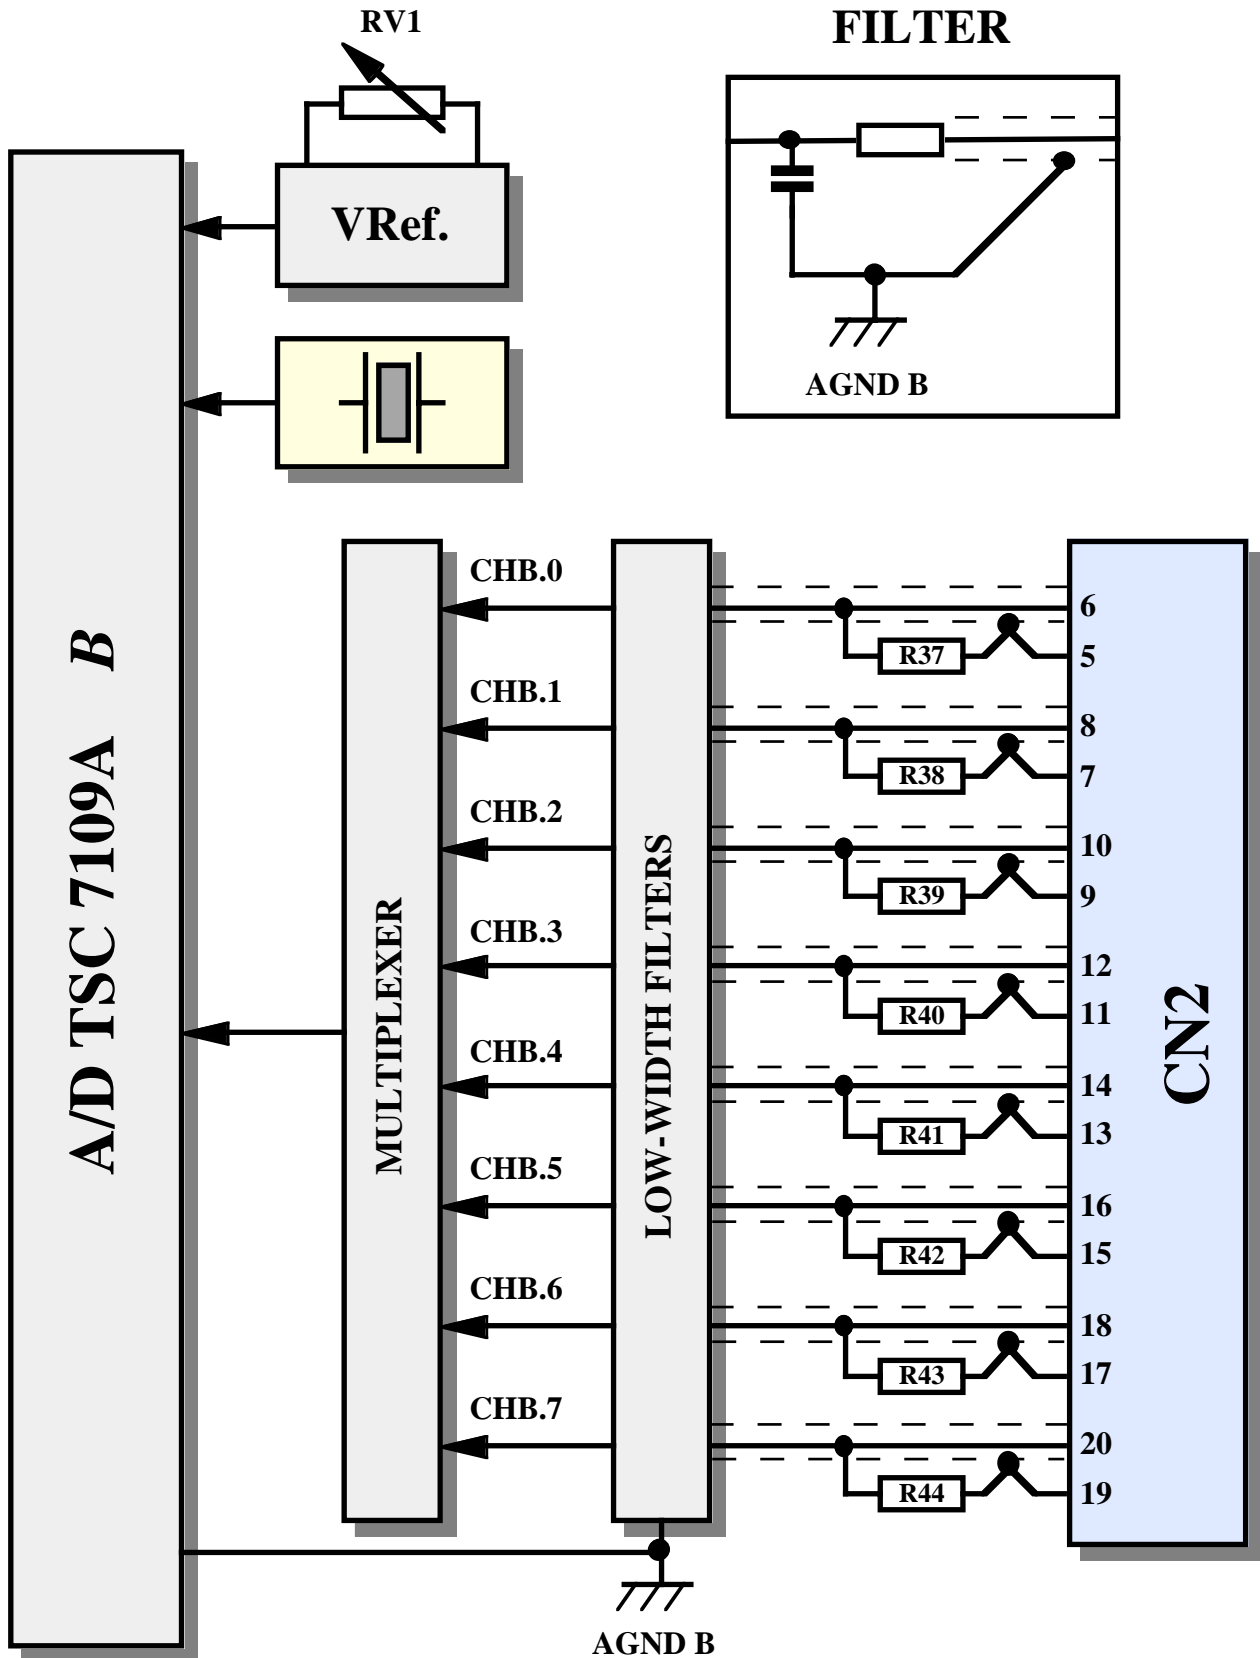 RV1
FILTER
VRef.
AGND B
A/D TSC 7109A B
MULTIPLEXER
LOW-WIDTH FILTERS
CN2
CHB.0
6
R37
5
CHB.1
8
R38
7
CHB.2
10
R39
9
CHB.3
12
R40
11
CHB.4
14
R41
13
CHB.5
16
R42
15
CHB.6
18
R43
17
CHB.7
20
R44
19
AGND B